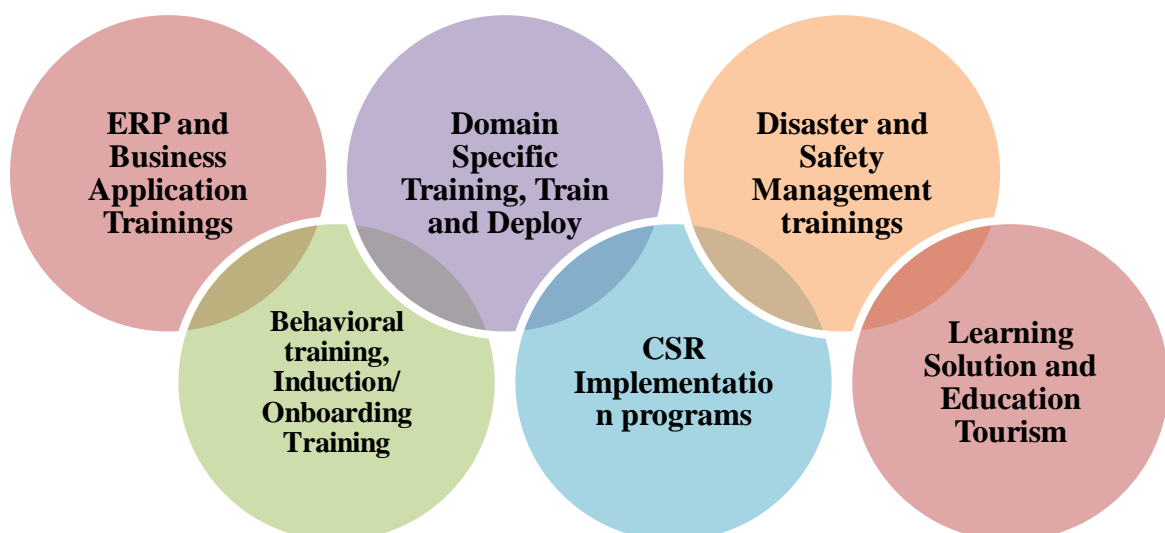 ERP and
Business
Application
Trainings
Behavioral
training,
Induction/
Onboarding
Training
Domain
Specific
Training, Train
and Deploy
CSR
Implementatio
n programs
Disaster and
Safety
Management
trainings
Learning
Solution and
Education
Tourism